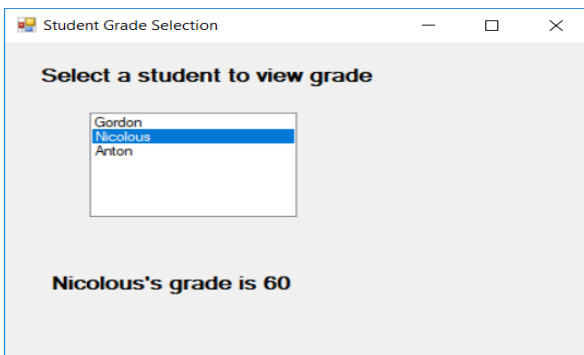 Student Grade Selection
Select a student to view grade
Gordon
Nicolous
Anton
Nicolous's grade is 60